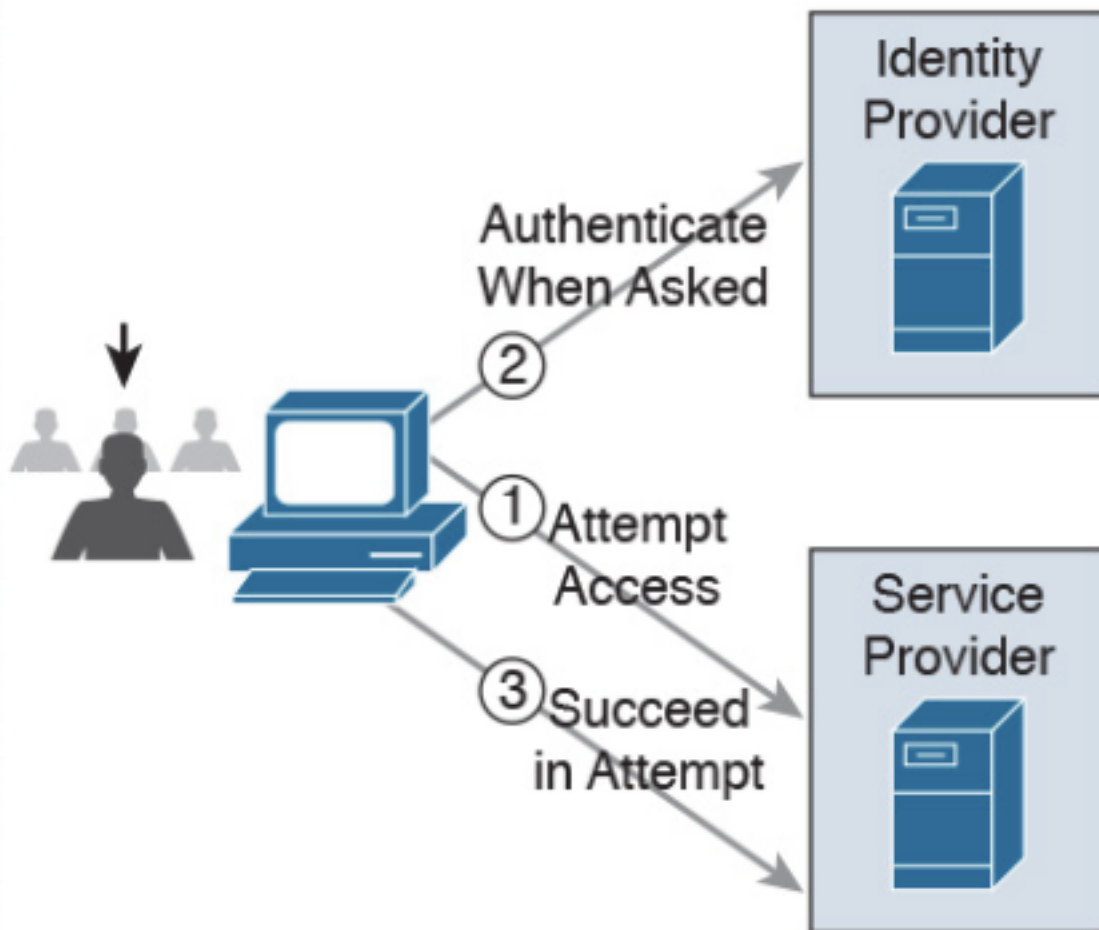 Identity
Provider
Authenticate
When Asked
2
1
Attempt
Access
Service
Provider
3
Succeed
in Attempt